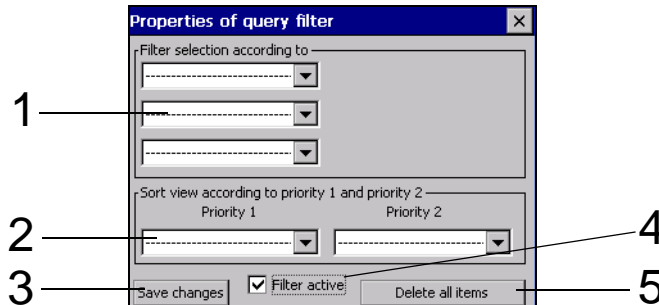 Properties of query filter
Filter selection according to
1
Sort view according to priority 1 and priority 2
Priority 1 Priority 2
4
2
3 Save changes Filter active Delete all items 5